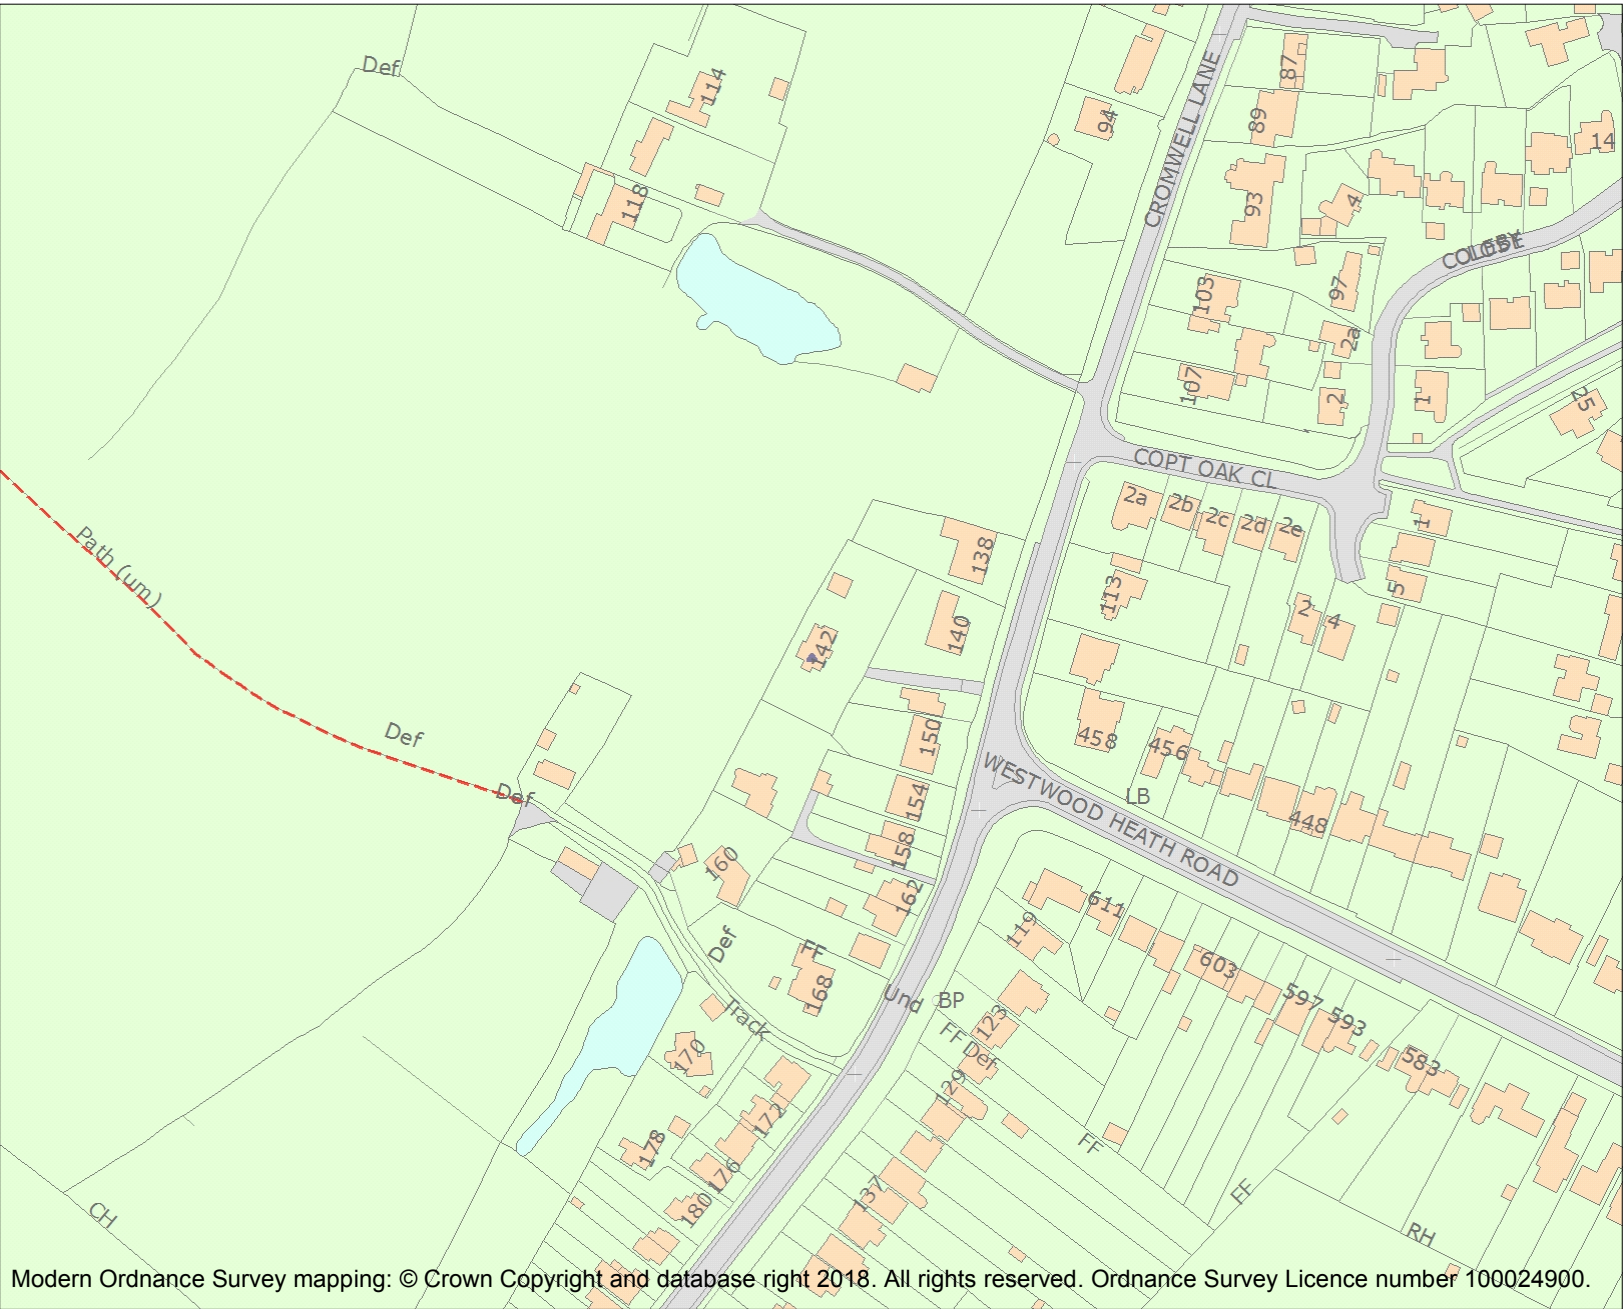 Def
114
118
94
CROMWELL LANE
87
89
93
14
4
COLEBY
CLOSE
103
97
2a
107
2
1
25
COPT OAK CL
2a
2b
2c
2d
2e
1
5
138
113
2
4
140
142
Path (um)
Def
Def
150
458
456
WESTWOOD HEATH ROAD
LB
154
448
158
160
162
611
119
Def
FF
603
168
Und
BP
597
593
123
Track
FF Def
170
583
129
172
178
FF
176
137
180
EF
CH
RH
Modern Ordnance Survey mapping: © Crown Copyright and database right 2018. All rights reserved. Ordnance Survey Licence number 100024900.